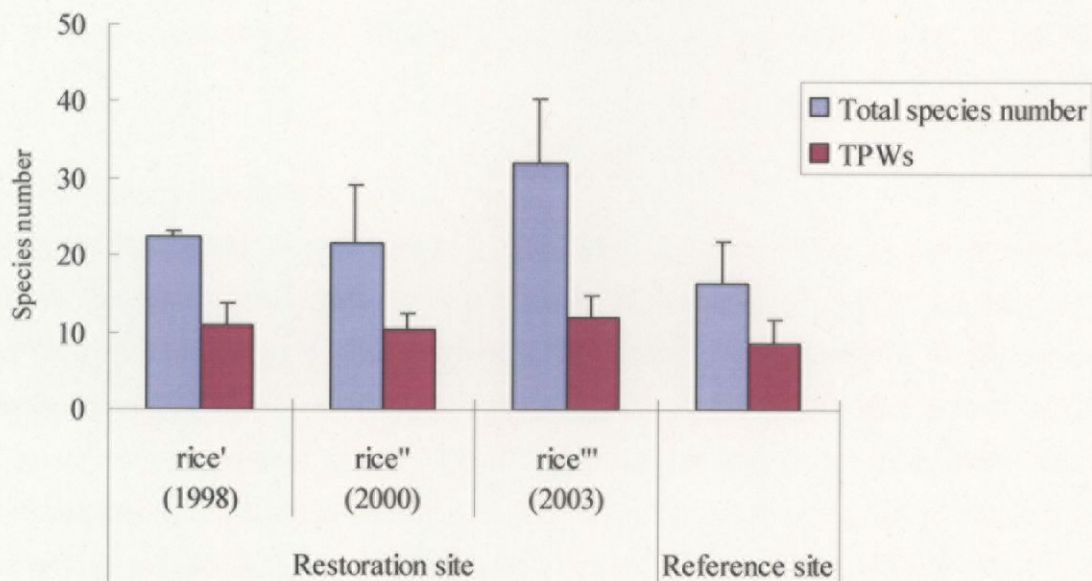 50
40
30
20
10
0
Species number
Total species number
TPWs
rice'
(1998)
rice''
(2000)
rice'''
(2003)
Restoration site
Reference site